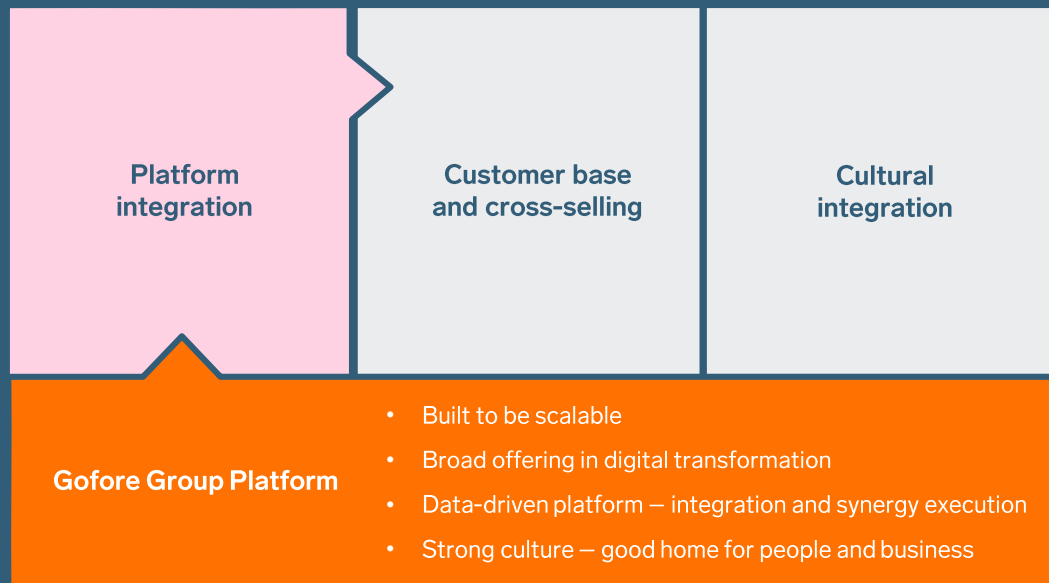 Platform
integration
Customer base
and cross-selling
Cultural
integration
Gofore Group Platform
• Built to be scalable
• Broad offering in digital transformation
• Data-driven platform – integration and synergy execution
• Strong culture – good home for people and business